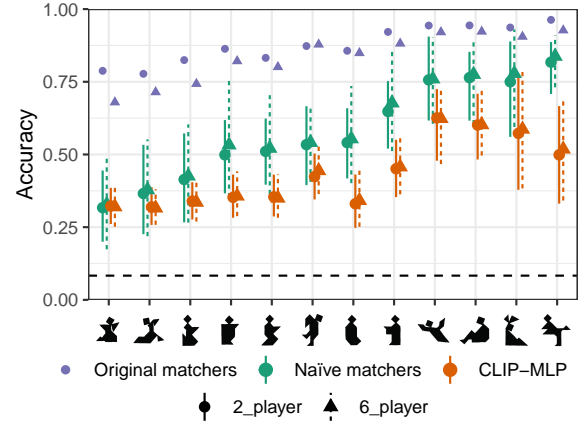 1.00
0.75
0.50
0.25
0.00
Accuracy
Original matchers Naïve matchers CLIP−MLP
2_player 6_player